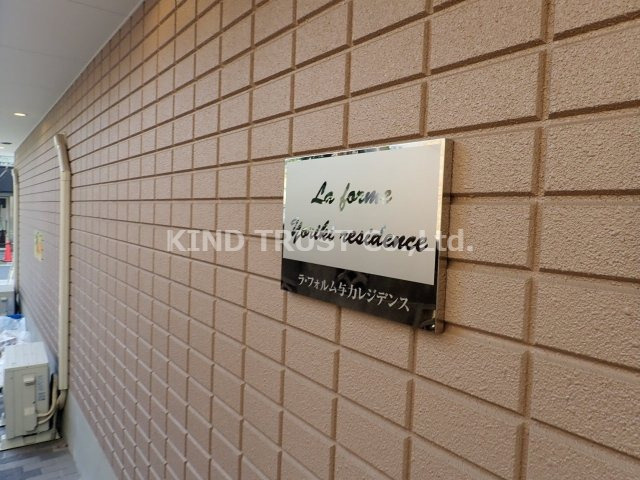 La forme
Yoriki residence
KIND TRUST Co.,Ltd.
ラ・フォルム与力レジデンス